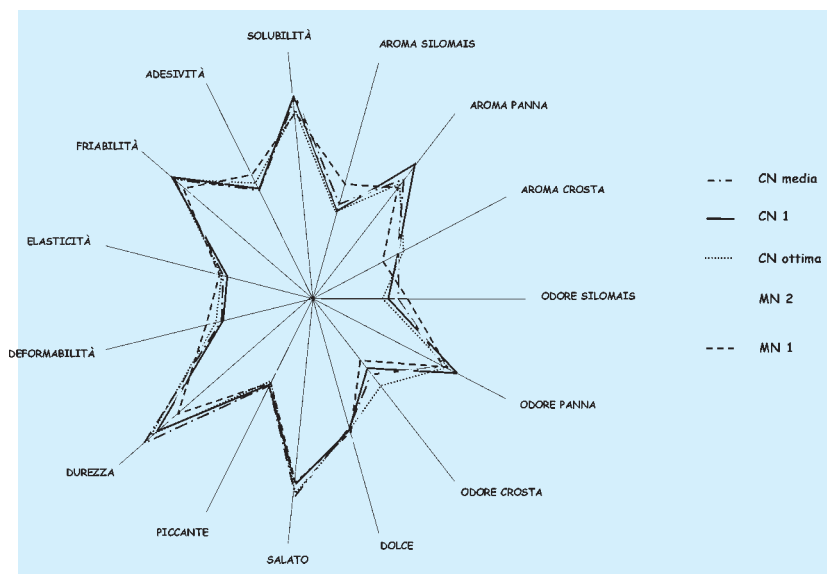 SOLUBILITÀ
AROMA SILOMAIS
ADESIVITÀ
AROMA PANNA
FRIABILITÀ
CN media
AROMA CROSTA
CN 1
ELASTICITÀ
CN ottima
ODORE SILOMAIS
MN 2
DEFORMABILITÀ
MN 1
ODORE PANNA
DUREZZA
ODORE CROSTA
PICCANTE
DOLCE
SALATO